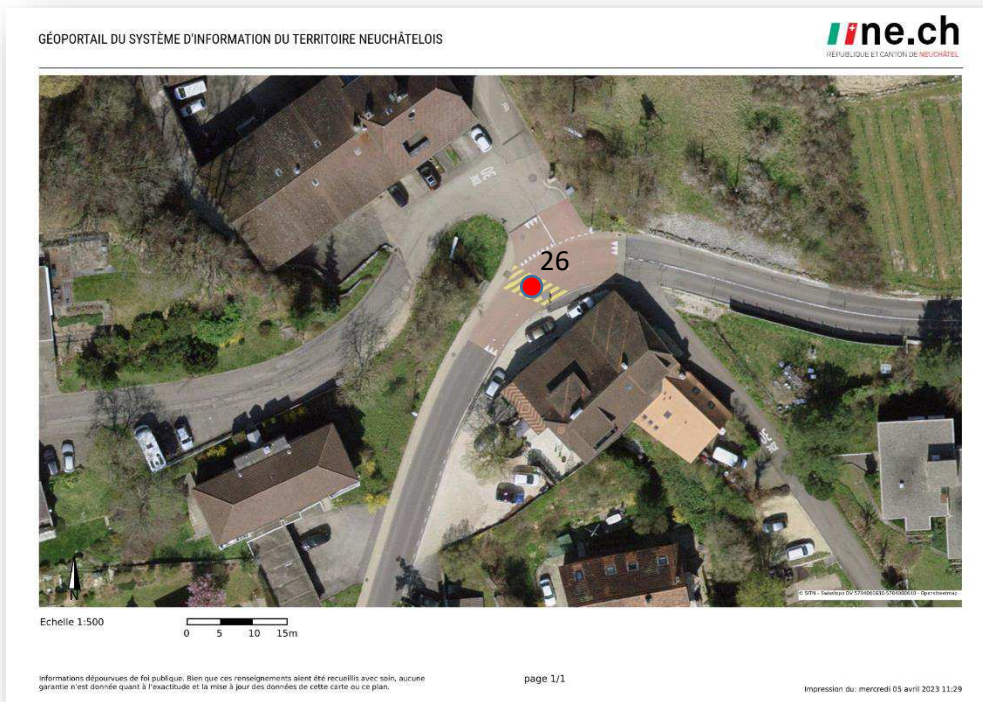 GÉOPORTAIL DU SYSTÈME D'INFORMATION DU TERRITOIRE NEUCHÂTELOIS
ne.ch
RÉPUBLIQUE ET CANTON DE NEUCHÂTEL
30
26
30
N
Echelle 1:500
0 5 10 15m
Informations dépourvues de foi publique. Bien que ces renseignements aient été recueillis avec soin, aucune
garantie n'est donnée quant à l'exactitude et la mise à jour des données de cette carte ou ce plan.
page 1/1
Impression du: mercredi 05 avril 2023 11:29